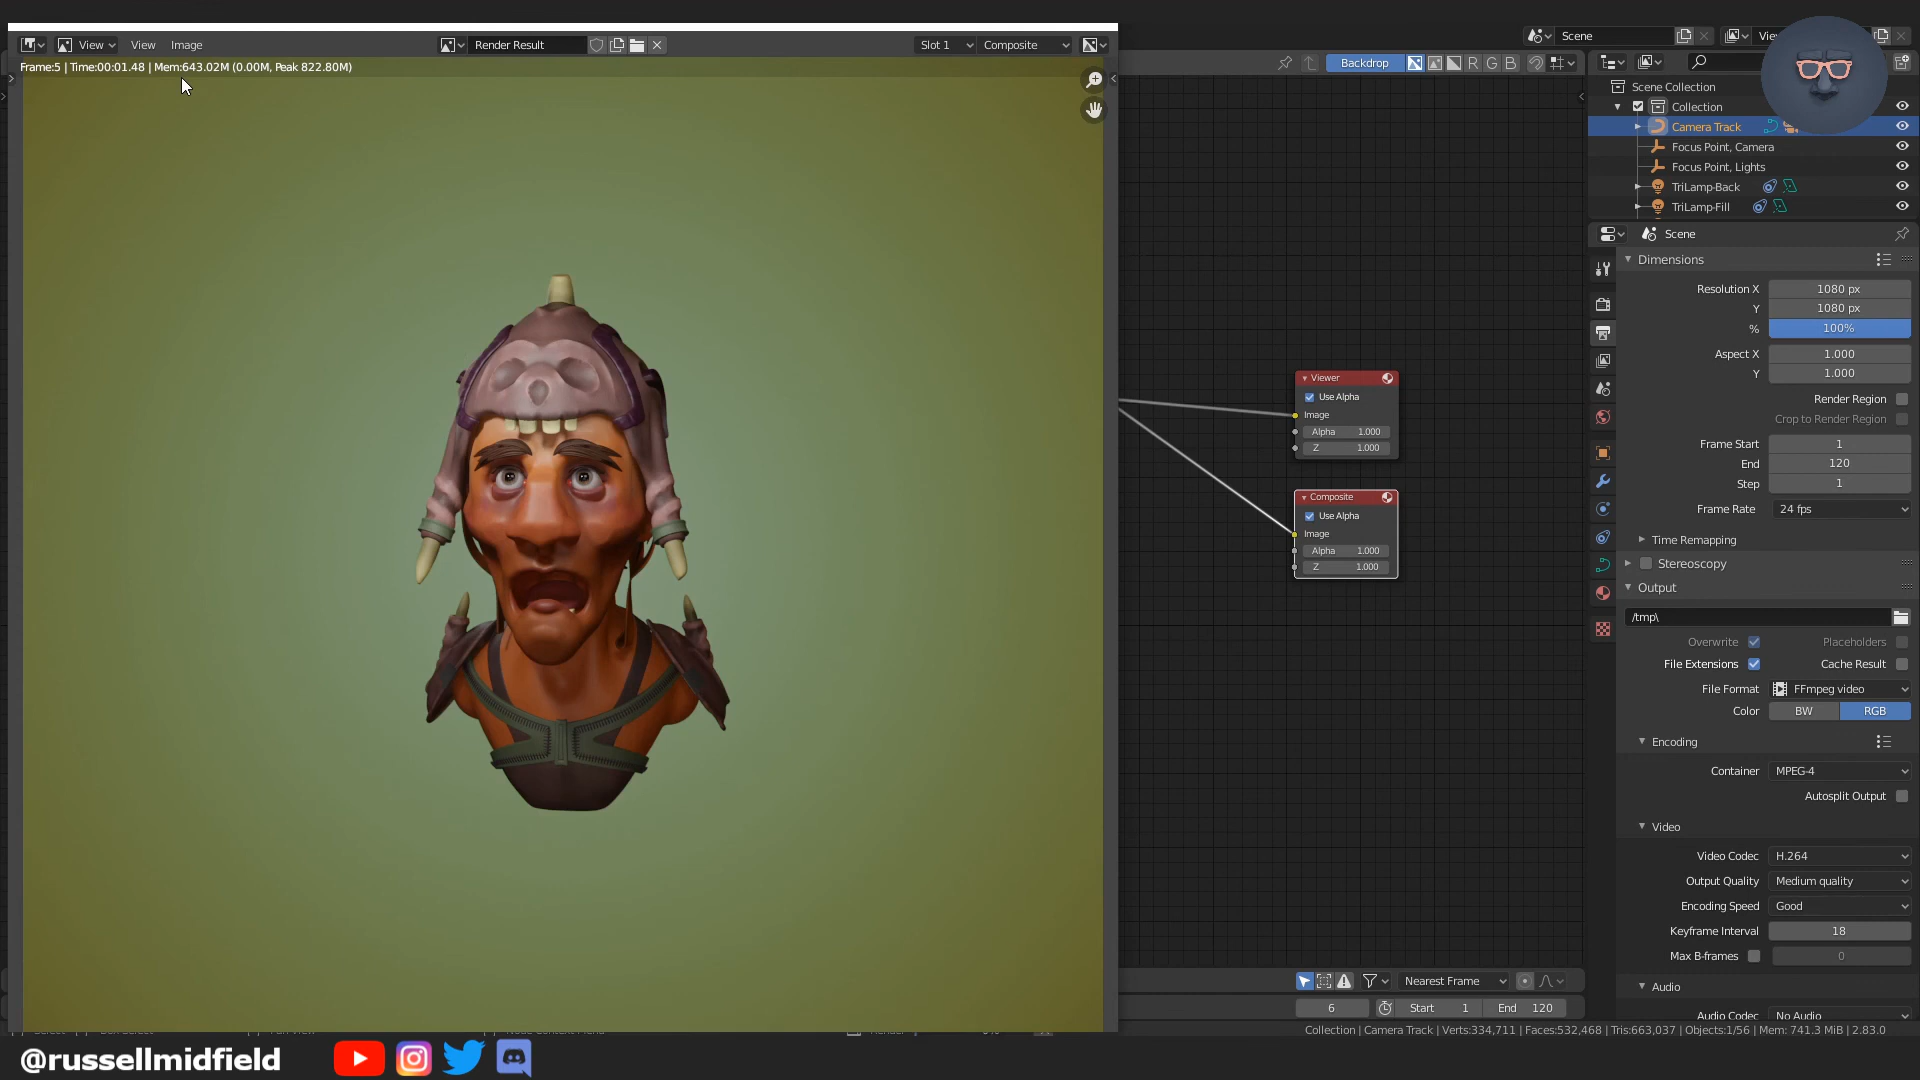 View View Image Render Result Slot 1 Composite
Frame:5 | Time:00:01.48 | Mem:643.02M (0.00M, Peak 822.80M)
Backdrop R G B
Viewer
Use Alpha
Image
Alpha 1.000
Z 1.000
Composite
Use Alpha
Image
Alpha 1.000
Z 1.000
Nearest Frame
6 Start 1 End 120
Scene
Scene Collection
Collection
Camera Track
Focus Point, Camera
Focus Point, Lights
TriLamp-Back
TriLamp-Fill
Scene
Dimensions
Resolution X 1080 px
Y 1080 px
% 100%
Aspect X 1.000
Y 1.000
Render Region
Crop to Render Region
Frame Start 1
End 120
Step 1
Frame Rate 24 fps
Time Remapping
Stereoscopy
Output
/tmp\
Overwrite Placeholders
File Extensions Cache Result
File Format FFmpeg video
Color BW RGB
Encoding
Container MPEG-4
Autosplit Output
Video
Video Codec H.264
Output Quality Medium quality
Encoding Speed Good
Keyframe Interval 18
Max B-frames 0
Audio
Audio Codec No Audio
Collection | Camera Track | Verts:334,711 | Faces:532,468 | Tris:663,037 | Objects:1/56 | Mem: 741.3 MiB | 2.83.0
@russellmidfield